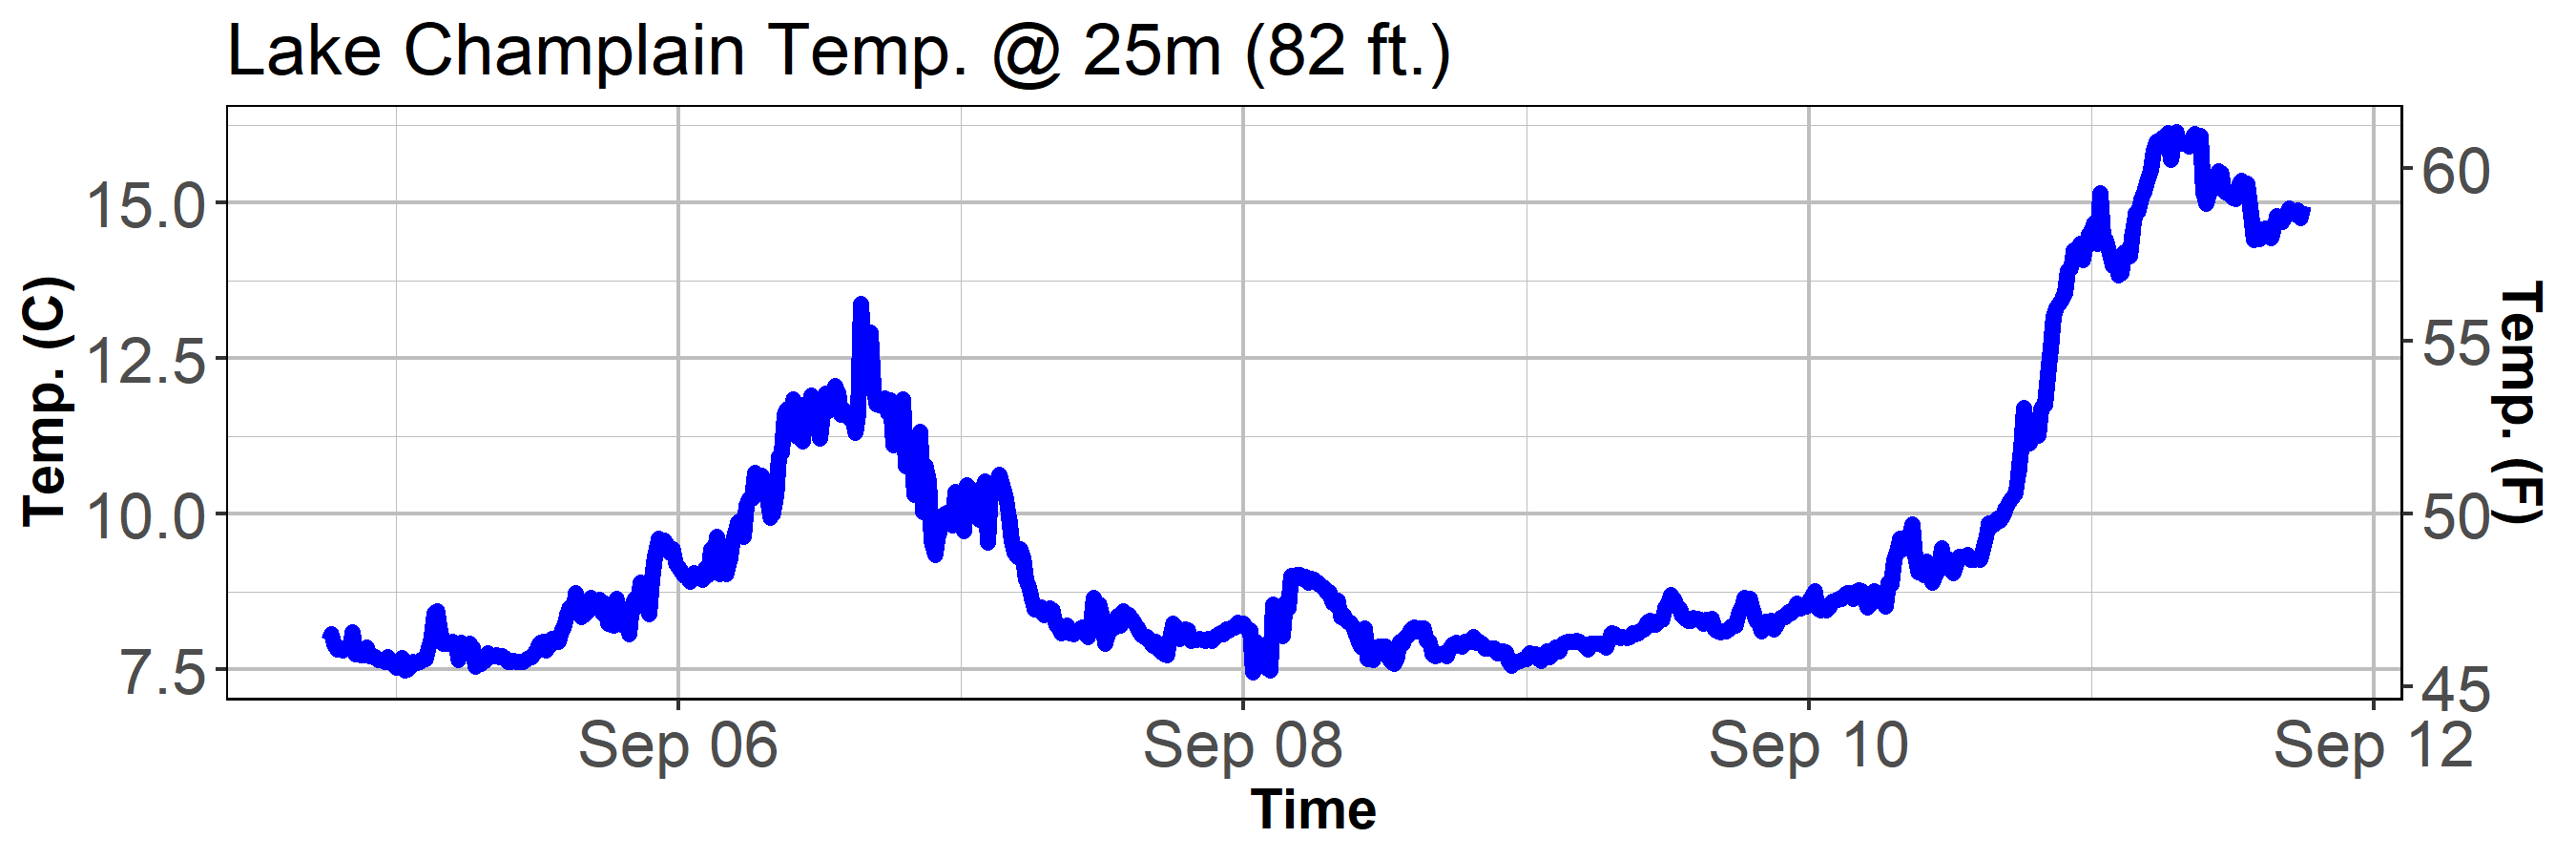 Lake Champlain Temp. @ 25m (82 ft.)
Temp. (C)
15.0
12.5
10.0
7.5
60
55
50
45
Temp. (F)
Sep 06
Sep 08
Sep 10
Sep 12
Time